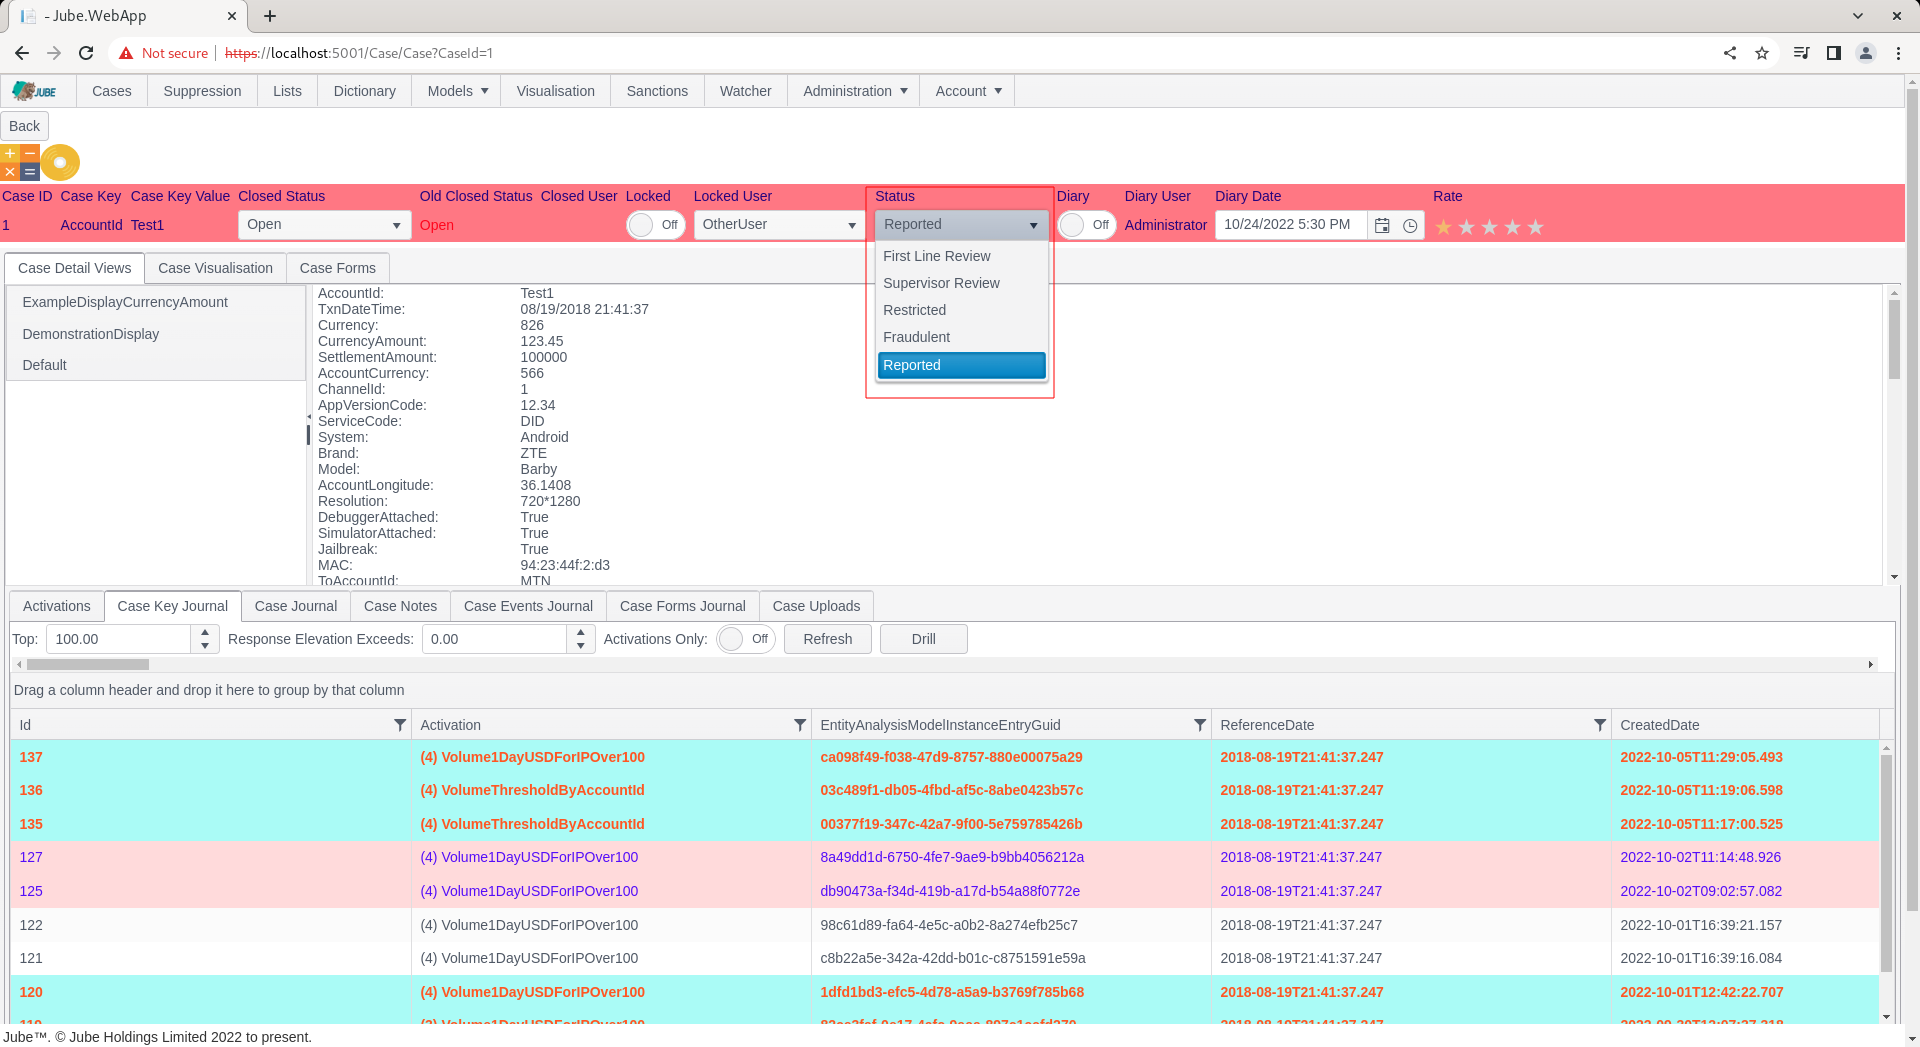 - Jube.WebApp
Not secure https://localhost:5001/Case/Case?CaseId=1
JUBE Cases Suppression Lists Dictionary Models Visualisation Sanctions Watcher Administration Account
Back
Case ID Case Key Case Key Value Closed Status Old Closed Status Closed User Locked Locked User Status Diary Diary User Diary Date Rate
1 AccountId Test1 Open Open Off OtherUser Reported Off Administrator 10/24/2022 5:30 PM
First Line Review
Supervisor Review
Restricted
Fraudulent
Reported
Case Detail Views Case Visualisation Case Forms
ExampleDisplayCurrencyAmount
DemonstrationDisplay
Default
AccountId: Test1
TxnDateTime: 08/19/2018 21:41:37
Currency: 826
CurrencyAmount: 123.45
SettlementAmount: 100000
AccountCurrency: 566
ChannelId: 1
AppVersionCode: 12.34
ServiceCode: DID
System: Android
Brand: ZTE
Model: Barby
AccountLongitude: 36.1408
Resolution: 720*1280
DebuggerAttached: True
SimulatorAttached: True
Jailbreak: True
MAC: 94:23:44f:2:d3
ToAccountId: MTN
Activations Case Key Journal Case Journal Case Notes Case Events Journal Case Forms Journal Case Uploads
Top: 100.00 Response Elevation Exceeds: 0.00 Activations Only: Off Refresh Drill
Drag a column header and drop it here to group by that column
Id Activation EntityAnalysisModelInstanceEntryGuid ReferenceDate CreatedDate
137 (4) Volume1DayUSDForIPOver100 ca098f49-f038-47d9-8757-880e00075a29 2018-08-19T21:41:37.247 2022-10-05T11:29:05.493
136 (4) VolumeThresholdByAccountId 03c489f1-db05-4fbd-af5c-8abe0423b57c 2018-08-19T21:41:37.247 2022-10-05T11:19:06.598
135 (4) VolumeThresholdByAccountId 00377f19-347c-42a7-9f00-5e759785426b 2018-08-19T21:41:37.247 2022-10-05T11:17:00.525
127 (4) Volume1DayUSDForIPOver100 8a49dd1d-6750-4fe7-9ae9-b9bb4056212a 2018-08-19T21:41:37.247 2022-10-02T11:14:48.926
125 (4) Volume1DayUSDForIPOver100 db90473a-f34d-419b-a17d-b54a88f0772e 2018-08-19T21:41:37.247 2022-10-02T09:02:57.082
122 (4) Volume1DayUSDForIPOver100 98c61d89-fa64-4e5c-a0b2-8a274efb25c7 2018-08-19T21:41:37.247 2022-10-01T16:39:21.157
121 (4) Volume1DayUSDForIPOver100 c8b22a5e-342a-42dd-b01c-c8751591e59a 2018-08-19T21:41:37.247 2022-10-01T16:39:16.084
120 (4) Volume1DayUSDForIPOver100 1dfd1bd3-efc5-4d78-a5a9-b3769f785b68 2018-08-19T21:41:37.247 2022-10-01T12:42:22.707
Jube™. © Jube Holdings Limited 2022 to present.